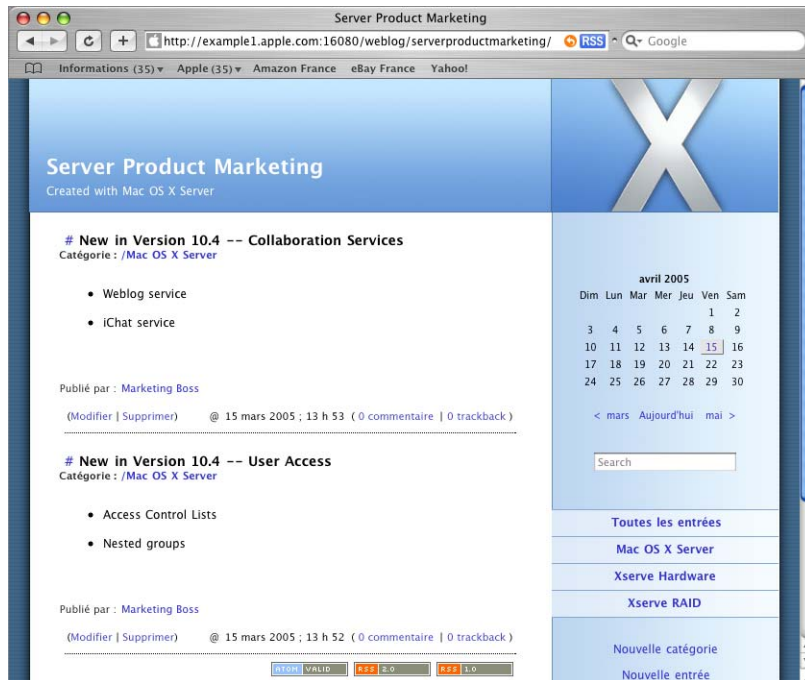 Server Product Marketing
http://example1.apple.com:16080/weblog/serverproductmarketing/
RSS
Google
Informations (35)
Apple (35)
Amazon France
eBay France
Yahoo!
Server Product Marketing
Created with Mac OS X Server
# New in Version 10.4 -- Collaboration Services
Catégorie : /Mac OS X Server
• Weblog service
• iChat service
Publié par : Marketing Boss
(Modifier | Supprimer) @ 15 mars 2005 ; 13 h 53 ( 0 commentaire | 0 trackback )
# New in Version 10.4 -- User Access
Catégorie : /Mac OS X Server
• Access Control Lists
• Nested groups
Publié par : Marketing Boss
(Modifier | Supprimer) @ 15 mars 2005 ; 13 h 52 ( 0 commentaire | 0 trackback )
ATOM VALID
RSS 2.0
RSS 1.0
X
avril 2005
Dim Lun Mar Mer Jeu Ven Sam
1 2
3 4 5 6 7 8 9
10 11 12 13 14 15 16
17 18 19 20 21 22 23
24 25 26 27 28 29 30
< mars Aujourd'hui mai >
Search
Toutes les entrées
Mac OS X Server
Xserve Hardware
Xserve RAID
Nouvelle catégorie
Nouvelle entrée